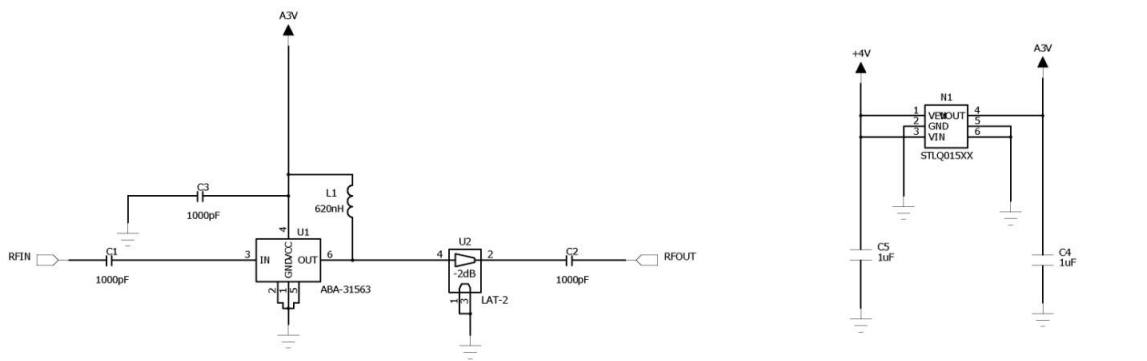 A3V
C3
1000pF
L1
620nH
4
U1
RFIN
C1
1000pF
3
IN
VCC
GND
OUT
6
2
1
5
ABA-31563
U2
4
2
-2dB
1
3
LAT-2
C2
1000pF
RFOUT
+4V
A3V
N1
1
VEN
VOUT
4
2
GND
5
3
VIN
6
STLQ015XX
C5
1uF
C4
1uF